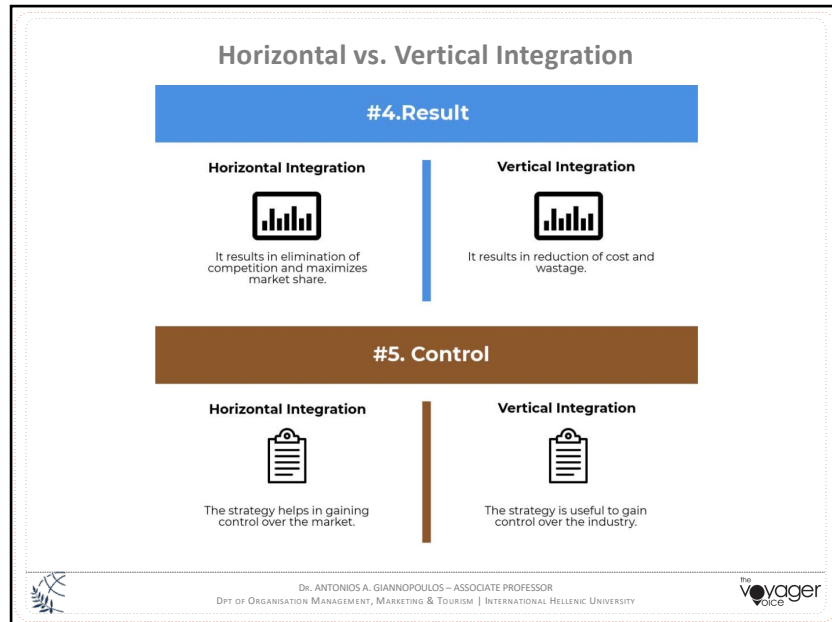 Horizontal vs. Vertical Integration
#4.Result
Horizontal Integration
It results in elimination of
competition and maximizes
market share.
Vertical Integration
It results in reduction of cost and
wastage.
#5. Control
Horizontal Integration
The strategy helps in gaining
control over the market.
Vertical Integration
The strategy is useful to gain
control over the industry.
DR. ANTONIOS A. GIANNOPOULOS – ASSOCIATE PROFESSOR
DPT OF ORGANISATION MANAGEMENT, MARKETING & TOURISM | INTERNATIONAL HELLENIC UNIVERSITY
the
voyager
voice